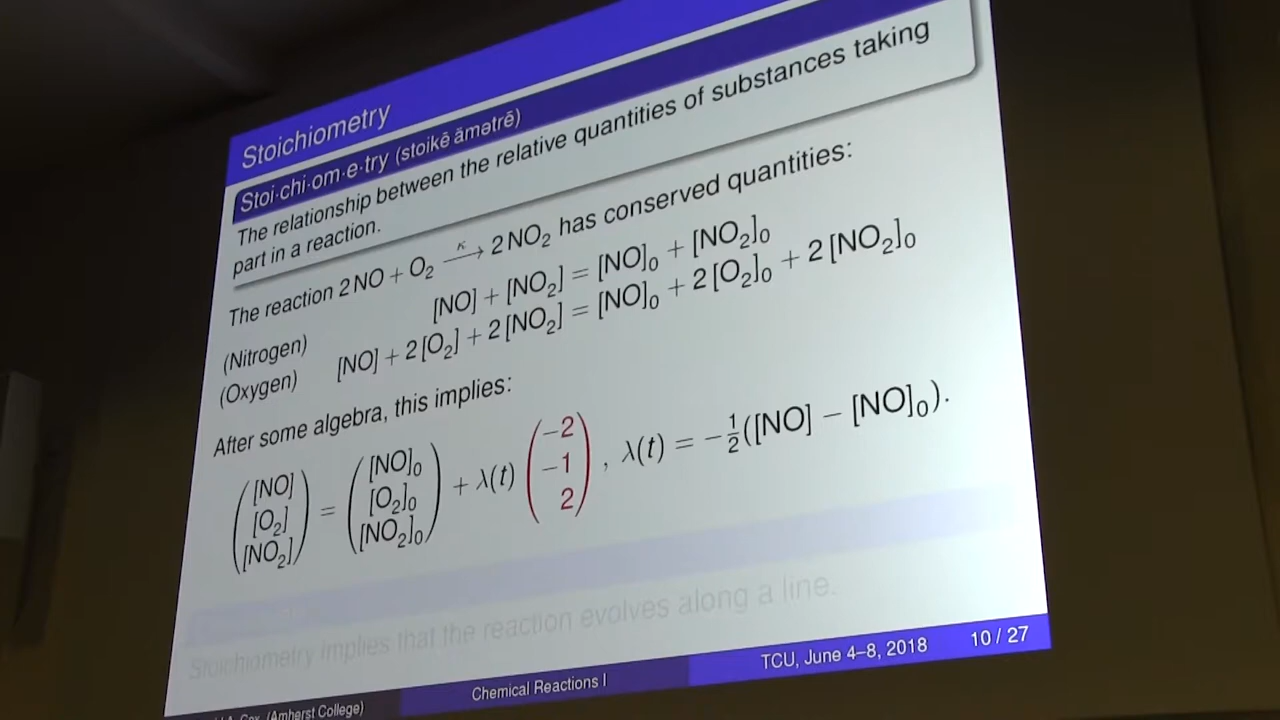 Stoichiometry
Stoi·chi·om·e·try (stoikē āmətrē)
The relationship between the relative quantities of substances taking
part in a reaction.
The reaction 2 NO + O₂ —κ→ 2 NO₂ has conserved quantities:
(Nitrogen) [NO] + [NO₂] = [NO]₀ + [NO₂]₀
(Oxygen) [NO] + 2 [O₂] + 2 [NO₂] = [NO]₀ + 2 [O₂]₀ + 2 [NO₂]₀
After some algebra, this implies:
([NO] [O₂] [NO₂]) = ([NO]₀ [O₂]₀ [NO₂]₀) + λ(t) (−2 −1 2), λ(t) = −½([NO] − [NO]₀).
Stoichiometry implies that the reaction evolves along a line.
Cox (Amherst College) Chemical Reactions I TCU, June 4–8, 2018 10 / 27